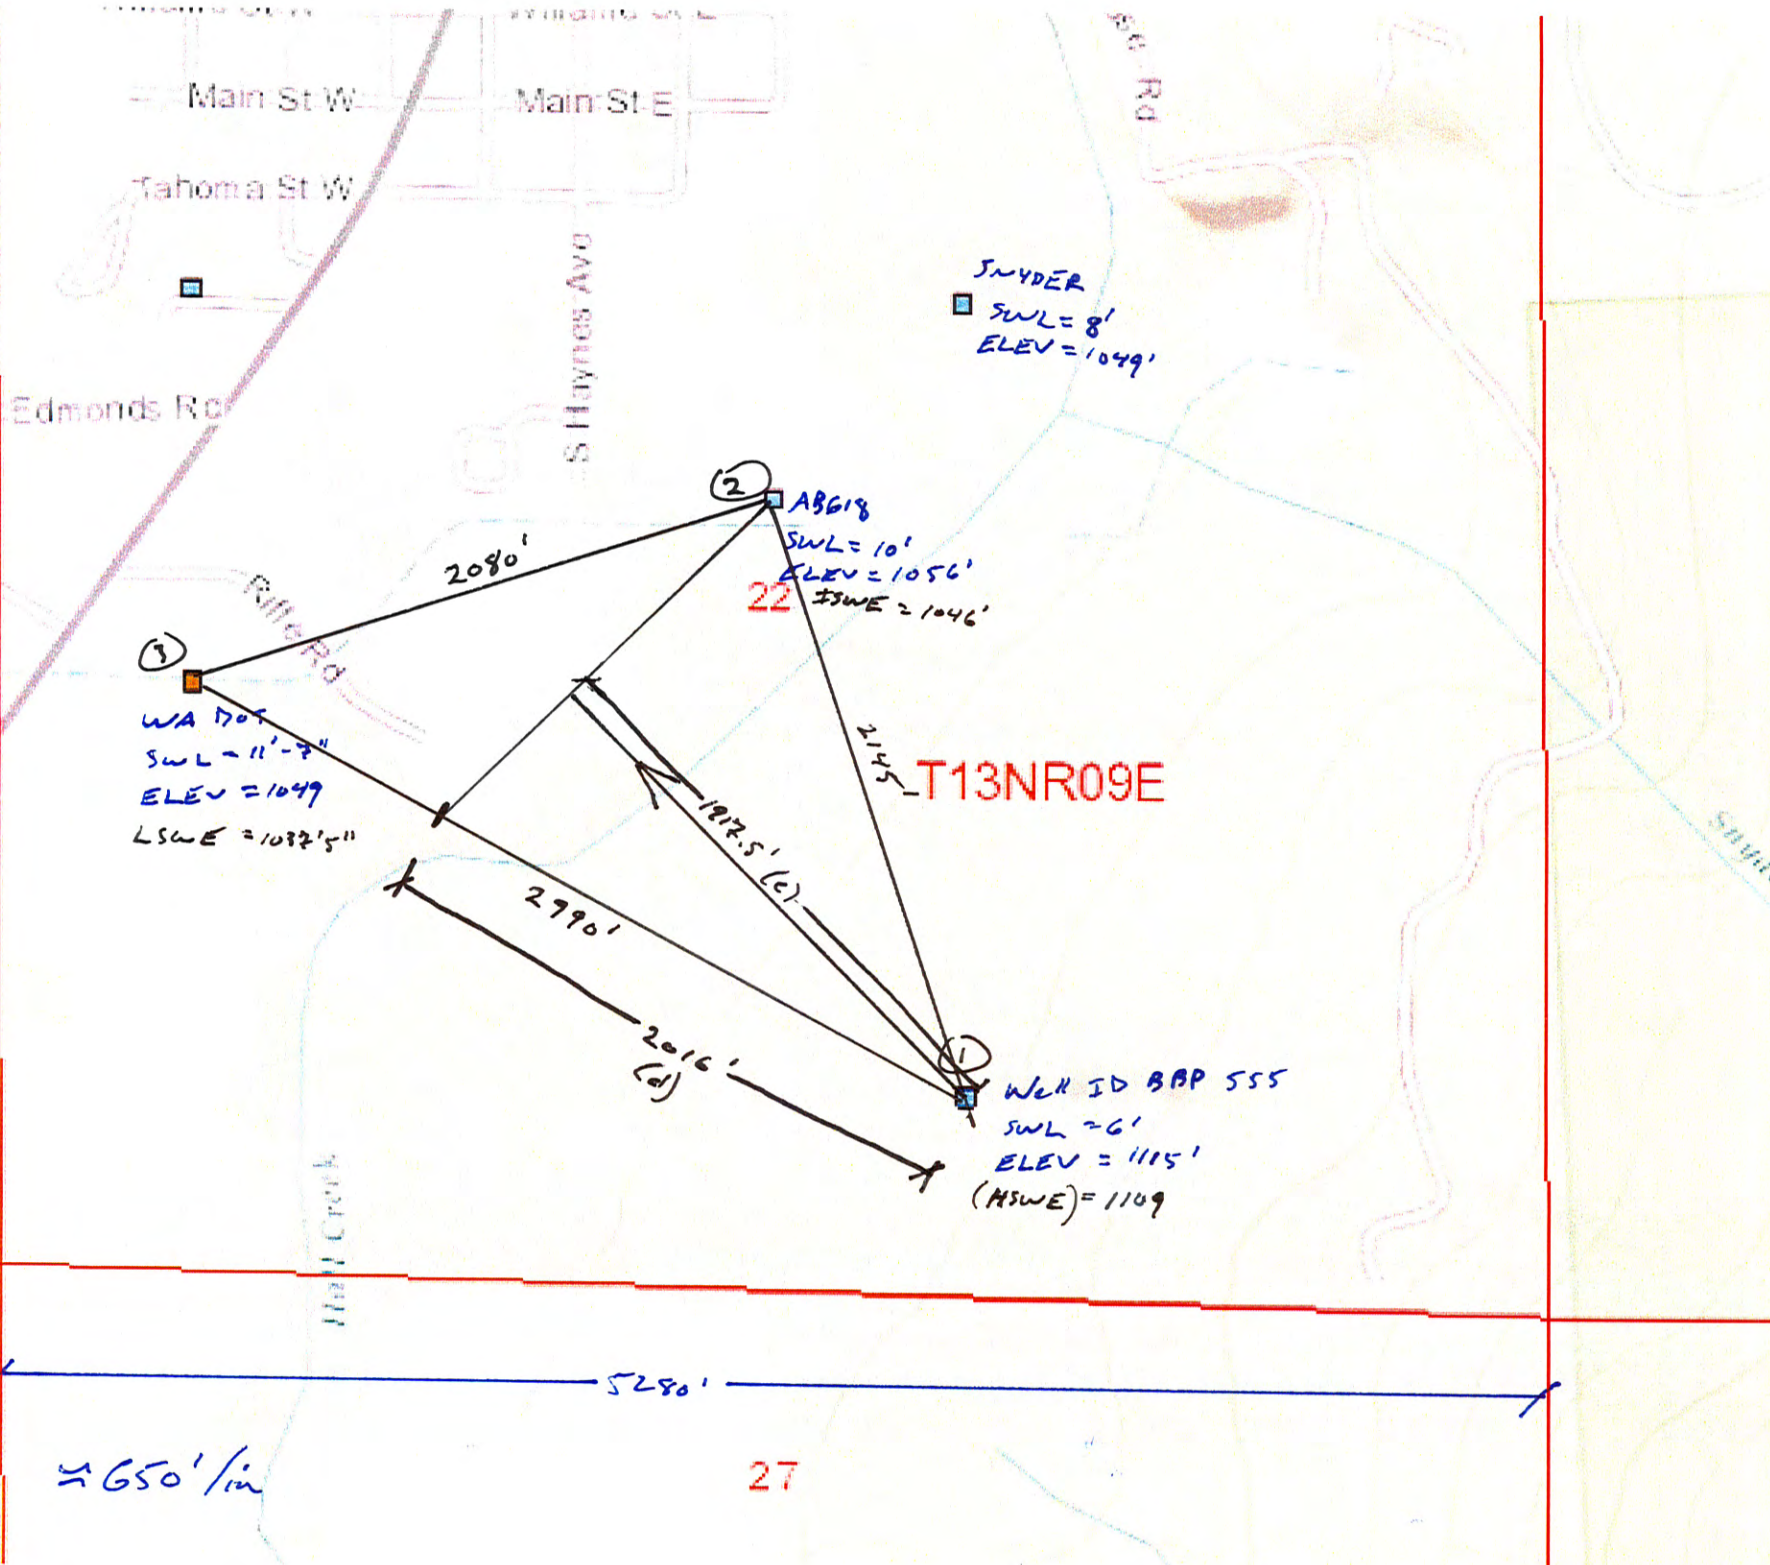 Main St W
Main St E
Rd
Tahoma St W
S Haynes Ave
SNYDER
SWL = 8'
ELEV = 1049'
Edmonds Rd
2
AB618
SWL = 10'
ELEV = 1056'
22
ISWE = 1046'
2080'
Riffe Rd
3
WA DOT
SWL - 11'-7"
ELEV = 1049
LSWE = 1037'5"
2145
T13NR09E
1917.5' (c)
2990'
2016'
(d)
1
Well ID BBP 555
SWL = 6'
ELEV = 1115'
(HSWE) = 1109
Creek
5280'
≈ 650'/in
27